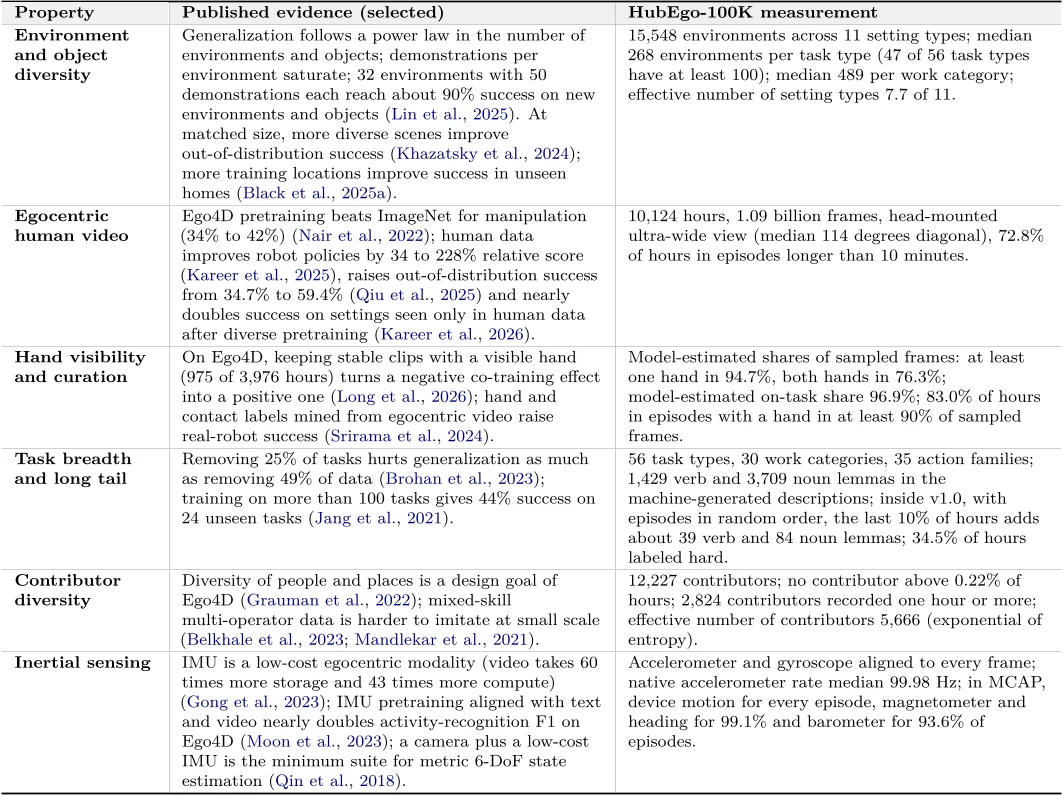 Property Published evidence (selected) HubEgo-100K measurement
Environment
and object
diversity
Generalization follows a power law in the number of
environments and objects; demonstrations per
environment saturate; 32 environments with 50
demonstrations each reach about 90% success on new
environments and objects (Lin et al., 2025). At
matched size, more diverse scenes improve
out-of-distribution success (Khazatsky et al., 2024);
more training locations improve success in unseen
homes (Black et al., 2025a).
15,548 environments across 11 setting types; median
268 environments per task type (47 of 56 task types
have at least 100); median 489 per work category;
effective number of setting types 7.7 of 11.
Egocentric
human video
Ego4D pretraining beats ImageNet for manipulation
(34% to 42%) (Nair et al., 2022); human data
improves robot policies by 34 to 228% relative score
(Kareer et al., 2025), raises out-of-distribution success
from 34.7% to 59.4% (Qiu et al., 2025) and nearly
doubles success on settings seen only in human data
after diverse pretraining (Kareer et al., 2026).
10,124 hours, 1.09 billion frames, head-mounted
ultra-wide view (median 114 degrees diagonal), 72.8%
of hours in episodes longer than 10 minutes.
Hand visibility
and curation
On Ego4D, keeping stable clips with a visible hand
(975 of 3,976 hours) turns a negative co-training effect
into a positive one (Long et al., 2026); hand and
contact labels mined from egocentric video raise
real-robot success (Srirama et al., 2024).
Model-estimated shares of sampled frames: at least
one hand in 94.7%, both hands in 76.3%;
model-estimated on-task share 96.9%; 83.0% of hours
in episodes with a hand in at least 90% of sampled
frames.
Task breadth
and long tail
Removing 25% of tasks hurts generalization as much
as removing 49% of data (Brohan et al., 2023);
training on more than 100 tasks gives 44% success on
24 unseen tasks (Jang et al., 2021).
56 task types, 30 work categories, 35 action families;
1,429 verb and 3,709 noun lemmas in the
machine-generated descriptions; inside v1.0, with
episodes in random order, the last 10% of hours adds
about 39 verb and 84 noun lemmas; 34.5% of hours
labeled hard.
Contributor
diversity
Diversity of people and places is a design goal of
Ego4D (Grauman et al., 2022); mixed-skill
multi-operator data is harder to imitate at small scale
(Belkhale et al., 2023; Mandlekar et al., 2021).
12,227 contributors; no contributor above 0.22% of
hours; 2,824 contributors recorded one hour or more;
effective number of contributors 5,666 (exponential of
entropy).
Inertial sensing
IMU is a low-cost egocentric modality (video takes 60
times more storage and 43 times more compute)
(Gong et al., 2023); IMU pretraining aligned with text
and video nearly doubles activity-recognition F1 on
Ego4D (Moon et al., 2023); a camera plus a low-cost
IMU is the minimum suite for metric 6-DoF state
estimation (Qin et al., 2018).
Accelerometer and gyroscope aligned to every frame;
native accelerometer rate median 99.98 Hz; in MCAP,
device motion for every episode, magnetometer and
heading for 99.1% and barometer for 93.6% of
episodes.